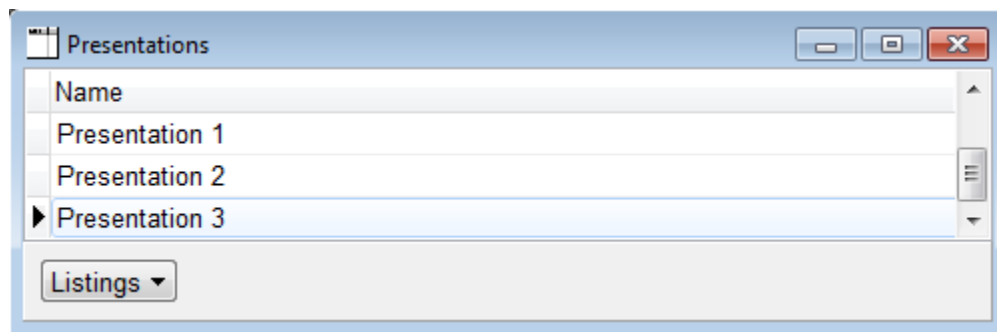 Presentations
Name
Presentation 1
Presentation 2
Presentation 3
Listings